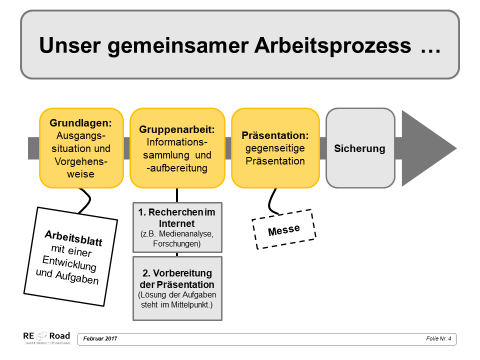 Unser gemeinsamer Arbeitsprozess …
Grundlagen:
Ausgangs-
situation und
Vorgehens-
weise
Gruppenarbeit:
Informations-
sammlung und
-aufbereitung
Präsentation:
gegenseitige
Präsentation
Sicherung
Arbeitsblatt
mit einer
Entwicklung
und Aufgaben
1. Recherchen im
Internet
(z.B. Medienanalyse,
Forschungen)
2. Vorbereitung
der Präsentation
(Lösung der Aufgaben
steht im Mittelpunkt.)
Messe
RE Road
Februar 2017
Folie Nr. 4